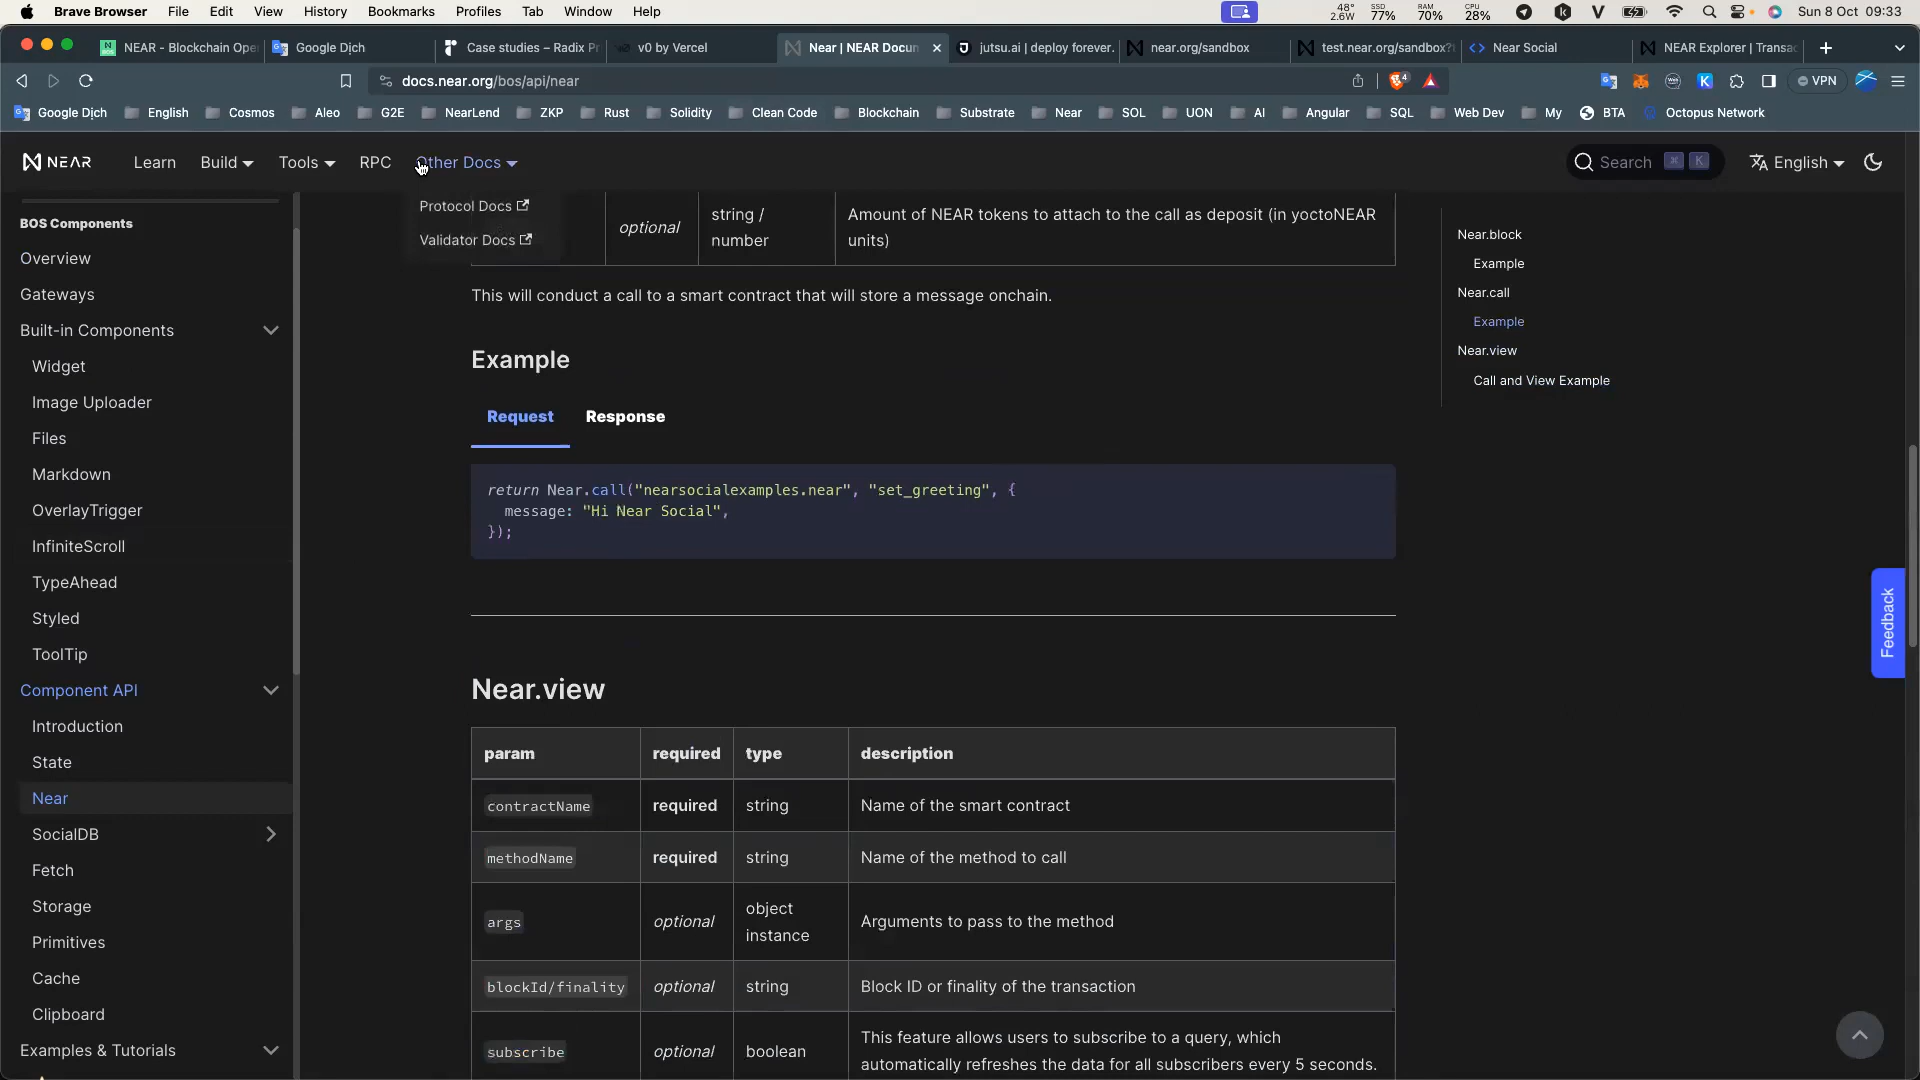 Brave Browser File Edit View History Bookmarks Profiles Tab Window Help 48° 2.6W SSD 77% RAM 70% CPU 28% Sun 8 Oct 09:33
NEAR - Blockchain Ope Google Dịch Case studies – Radix Pr v0 by Vercel Near | NEAR Docun jutsu.ai | deploy forever. near.org/sandbox test.near.org/sandbox? Near Social NEAR Explorer | Transac
docs.near.org/bos/api/near 4 VPN
Google Dịch English Cosmos Aleo G2E NearLend ZKP Rust Solidity Clean Code Blockchain Substrate Near SOL UON AI Angular SQL Web Dev My BTA Octopus Network
NEAR Learn Build Tools RPC Other Docs Search ⌘ K English
Protocol Docs
Validator Docs
BOS Components
Overview
Gateways
Built-in Components
Widget
Image Uploader
Files
Markdown
OverlayTrigger
InfiniteScroll
TypeAhead
Styled
ToolTip
Component API
Introduction
State
Near
SocialDB
Fetch
Storage
Primitives
Cache
Clipboard
Examples & Tutorials
optional string / number Amount of NEAR tokens to attach to the call as deposit (in yoctoNEAR units)
This will conduct a call to a smart contract that will store a message onchain.
Example
Request Response
return Near.call("nearsocialexamples.near", "set_greeting", {
message: "Hi Near Social",
});
Near.view
param required type description
contractName required string Name of the smart contract
methodName required string Name of the method to call
args optional object instance Arguments to pass to the method
blockId/finality optional string Block ID or finality of the transaction
subscribe optional boolean This feature allows users to subscribe to a query, which automatically refreshes the data for all subscribers every 5 seconds.
Near.block
Example
Near.call
Example
Near.view
Call and View Example
Feedback